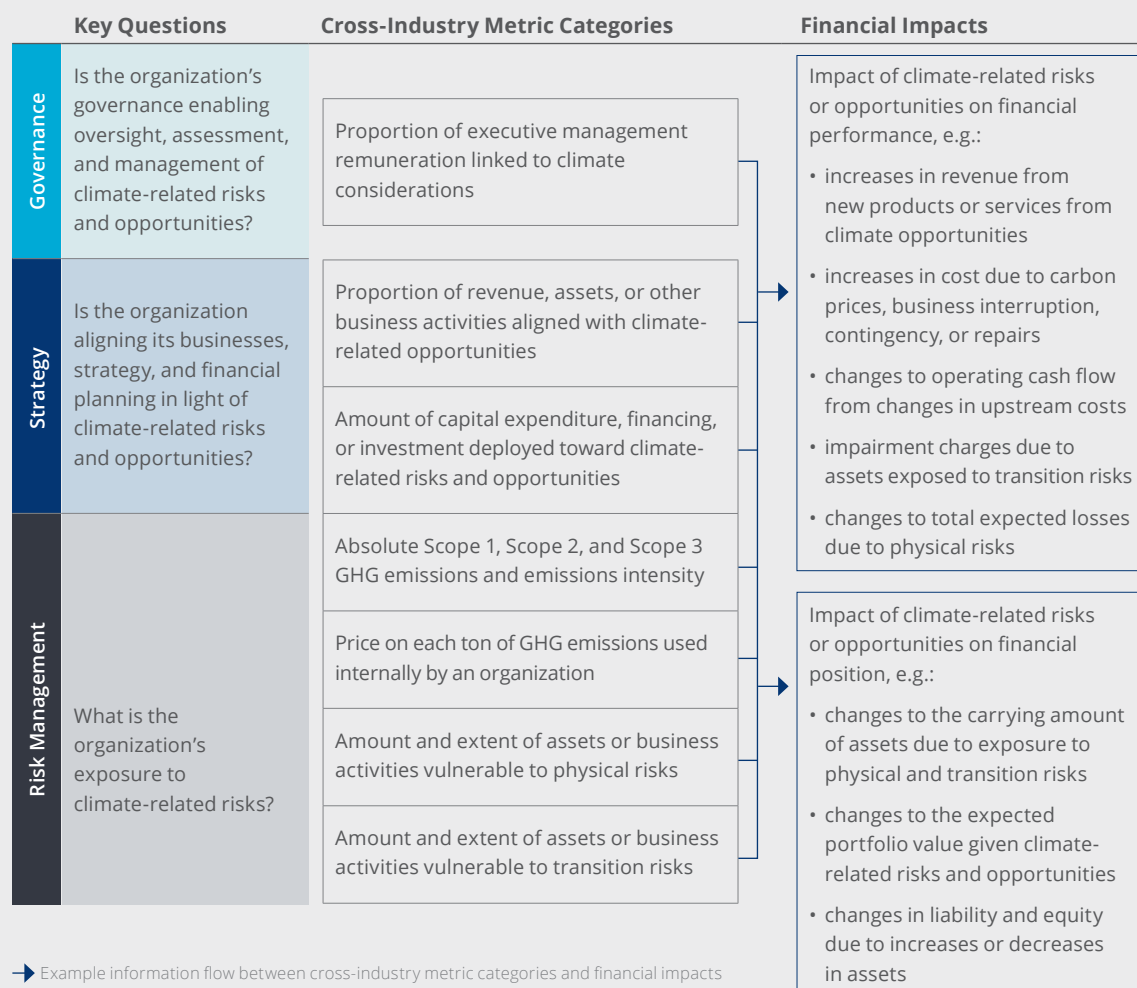 Key Questions
Cross-Industry Metric Categories
Financial Impacts
Governance
Is the organization's
governance enabling
oversight, assessment,
and management of
climate-related risks
and opportunities?
Proportion of executive management
remuneration linked to climate
considerations
Strategy
Is the organization
aligning its businesses,
strategy, and financial
planning in light of
climate-related risks
and opportunities?
Proportion of revenue, assets, or other
business activities aligned with climate-
related opportunities
Amount of capital expenditure, financing,
or investment deployed toward climate-
related risks and opportunities
Risk Management
What is the
organization's
exposure to
climate-related risks?
Absolute Scope 1, Scope 2, and Scope 3
GHG emissions and emissions intensity
Price on each ton of GHG emissions used
internally by an organization
Amount and extent of assets or business
activities vulnerable to physical risks
Amount and extent of assets or business
activities vulnerable to transition risks
Impact of climate-related risks
or opportunities on financial
performance, e.g.:
• increases in revenue from
new products or services from
climate opportunities
• increases in cost due to carbon
prices, business interruption,
contingency, or repairs
• changes to operating cash flow
from changes in upstream costs
• impairment charges due to
assets exposed to transition risks
• changes to total expected losses
due to physical risks
Impact of climate-related risks
or opportunities on financial
position, e.g.:
• changes to the carrying amount
of assets due to exposure to
physical and transition risks
• changes to the expected
portfolio value given climate-
related risks and opportunities
• changes in liability and equity
due to increases or decreases
in assets
Example information flow between cross-industry metric categories and financial impacts